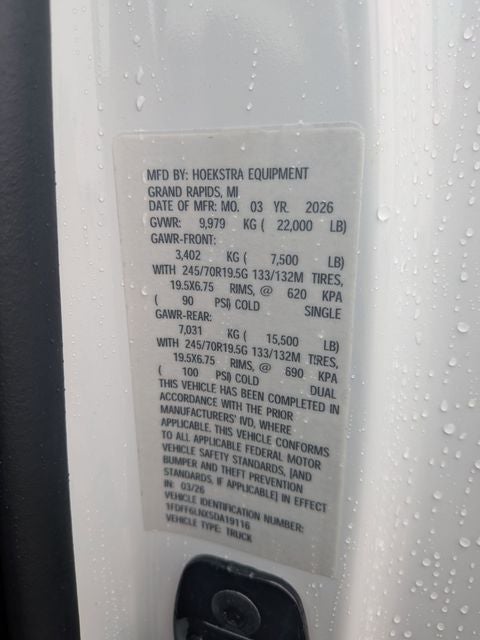 MFD BY: HOEKSTRA EQUIPMENT
GRAND RAPIDS, MI
DATE OF MFR: MO. 03 YR. 2026
GVWR: 9,979 KG ( 22,000 LB)
GAWR-FRONT:
3,402 KG ( 7,500 LB)
WITH 245/70R19.5G 133/132M TIRES,
19.5X6.75 RIMS, @ 620 KPA
( 90 PSI) COLD SINGLE
GAWR-REAR:
7,031 KG ( 15,500 LB)
WITH 245/70R19.5G 133/132M TIRES,
19.5X6.75 RIMS, @ 690 KPA
( 100 PSI) COLD DUAL
THIS VEHICLE HAS BEEN COMPLETED IN
ACCORDANCE WITH THE PRIOR
MANUFACTURERS' IVD, WHERE
APPLICABLE. THIS VEHICLE CONFORMS
TO ALL APPLICABLE FEDERAL MOTOR
VEHICLE SAFETY STANDARDS, [AND
BUMPER AND THEFT PREVENTION
STANDARDS, IF APPLICABLE] IN EFFECT
IN: 03/26
VEHICLE IDENTIFICATION NUMBER:
1FDFF6LNXSDA19116
VEHICLE TYPE: TRUCK